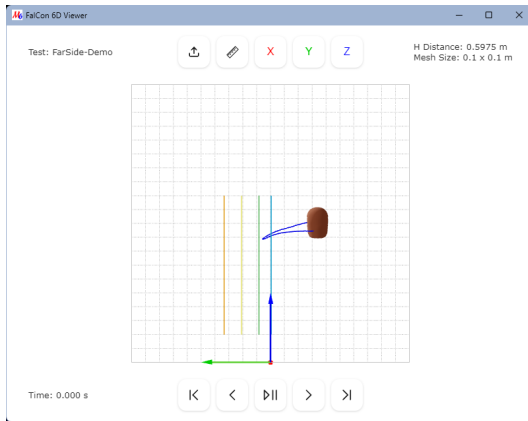 FalCon 6D Viewer
Test: FarSide-Demo
X
Y
Z
H Distance: 0.5975 m
Mesh Size: 0.1 x 0.1 m
Time: 0.000 s